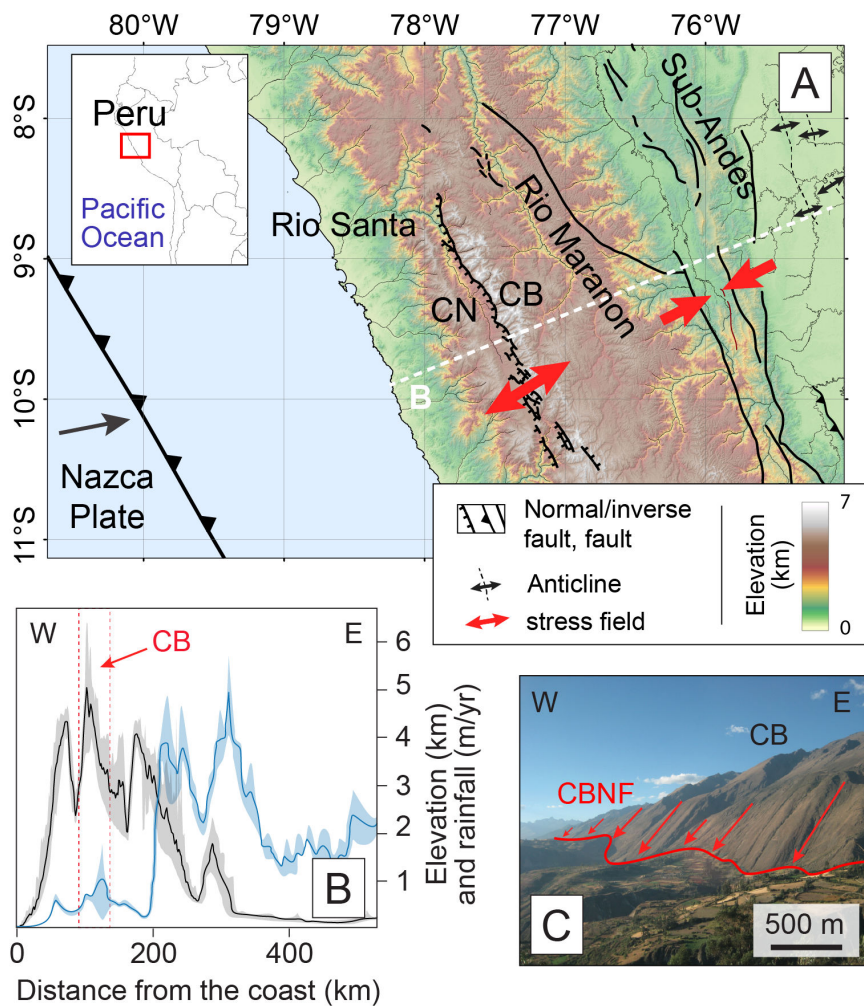 80°W
78°W
77°W
76°W
8°S
9°S
10°S
11°S
A
Peru
Pacific
Ocean
Rio Santa
Sub-Andes
Rio Maranon
CN
CB
B
Nazca
Plate
Normal/inverse
fault, fault
Anticline
stress field
Elevation
(km)
7
0
W
CB
E
6
5
4
3
2
1
Elevation (km)
and rainfall (m/yr)
B
0
200
400
Distance from the coast (km)
W
E
CB
CBNF
C
500 m